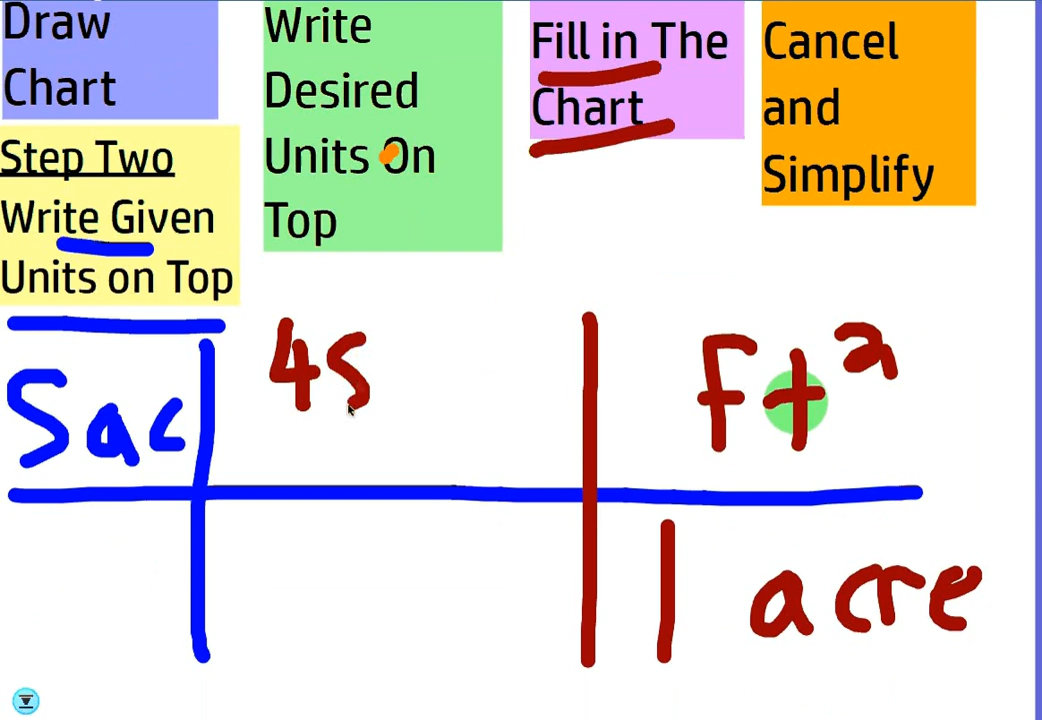 Draw
Chart
Step Two
Write Given
Units on Top
Write
Desired
Units On
Top
Fill in The
Chart
Cancel
and
Simplify
5ac 45 Ft²
1 acre